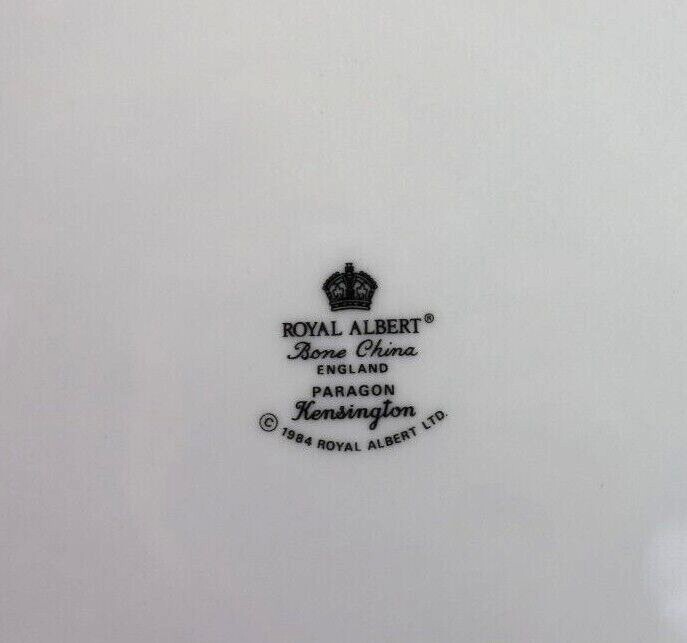 ROYAL ALBERT®
Bone China
ENGLAND
PARAGON
Kensington
© 1984 ROYAL ALBERT LTD.